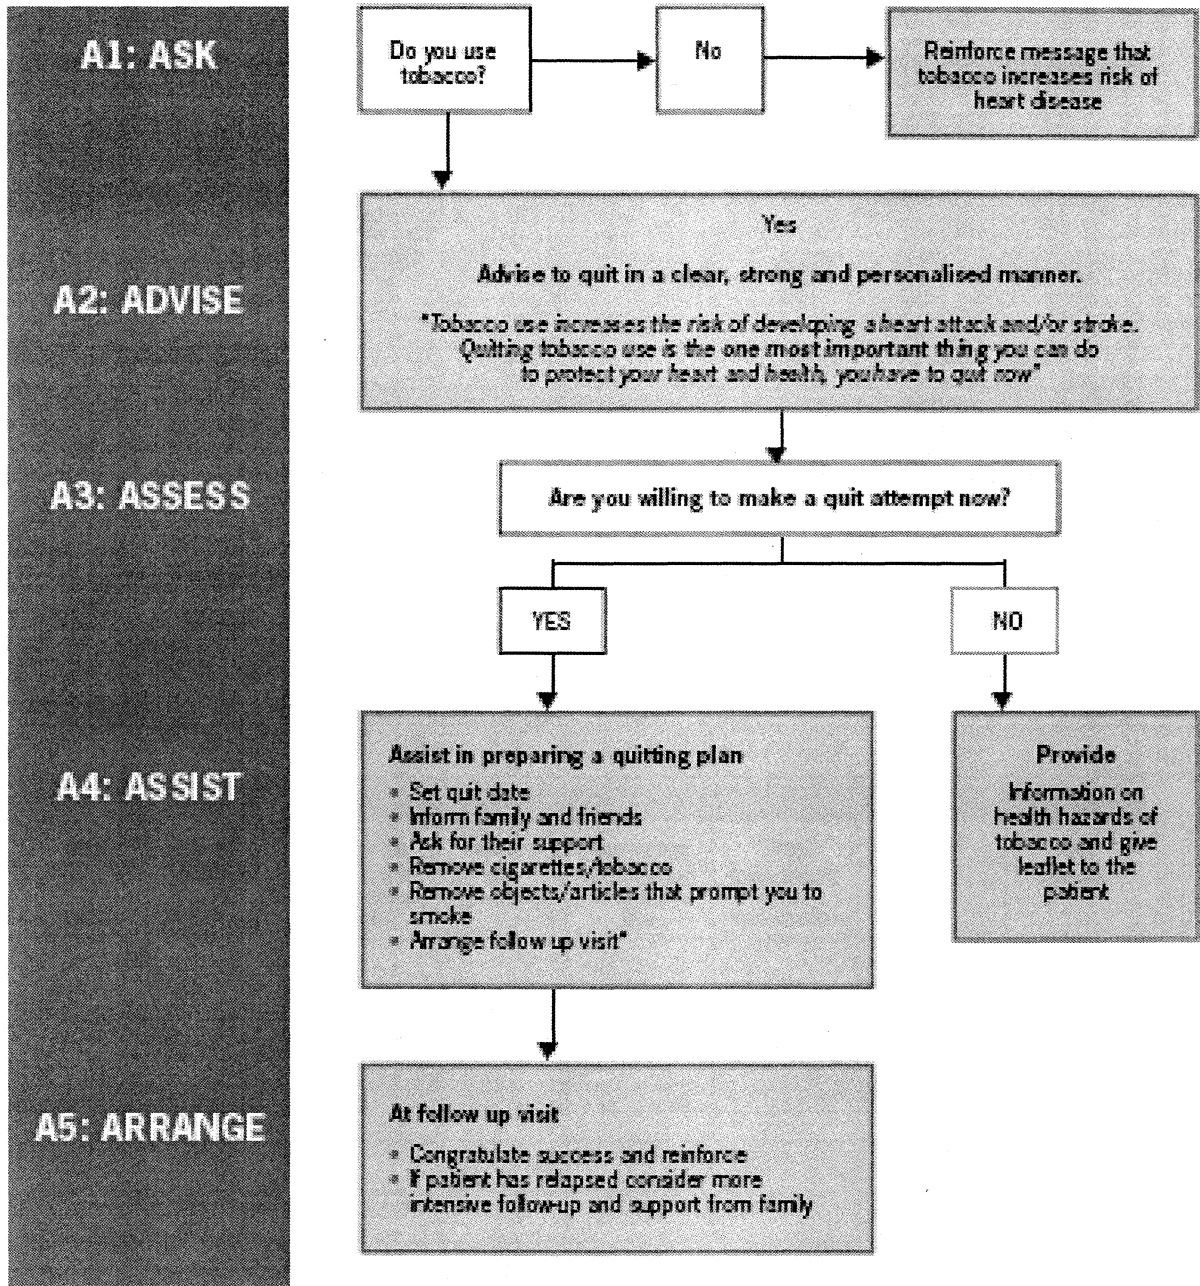 A1: ASK
Do you use
tobacco?
No
Reinforce message that
tobacco increases risk of
heart disease
A2: ADVISE
Yes
Advise to quit in a clear, strong and personalised manner.
"Tobacco use increases the risk of developing a heart attack and/or stroke.
Quitting tobacco use is the one most important thing you can do
to protect your heart and health, you have to quit now"
A3: ASSESS
Are you willing to make a quit attempt now?
YES
NO
A4: ASSIST
Assist in preparing a quitting plan
• Set quit date
• Inform family and friends
• Ask for their support
• Remove cigarettes/tobacco
• Remove objects/articles that prompt you to
smoke
• Arrange follow up visit*
Provide
Information on
health hazards of
tobacco and give
leaflet to the
patient
A5: ARRANGE
At follow up visit
• Congratulate success and reinforce
• If patient has relapsed consider more
intensive follow-up and support from family